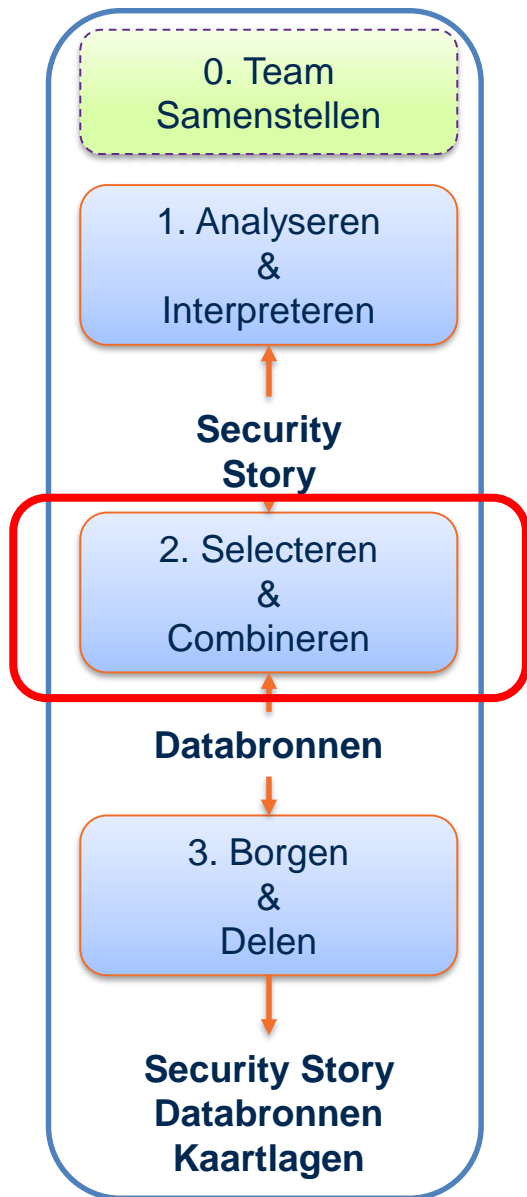 0. Team
Samenstellen
1. Analyseren
&
Interpreteren
Security
Story
2. Selecteren
&
Combineren
Databronnen
3. Borgen
&
Delen
Security Story
Databronnen
Kaartlagen